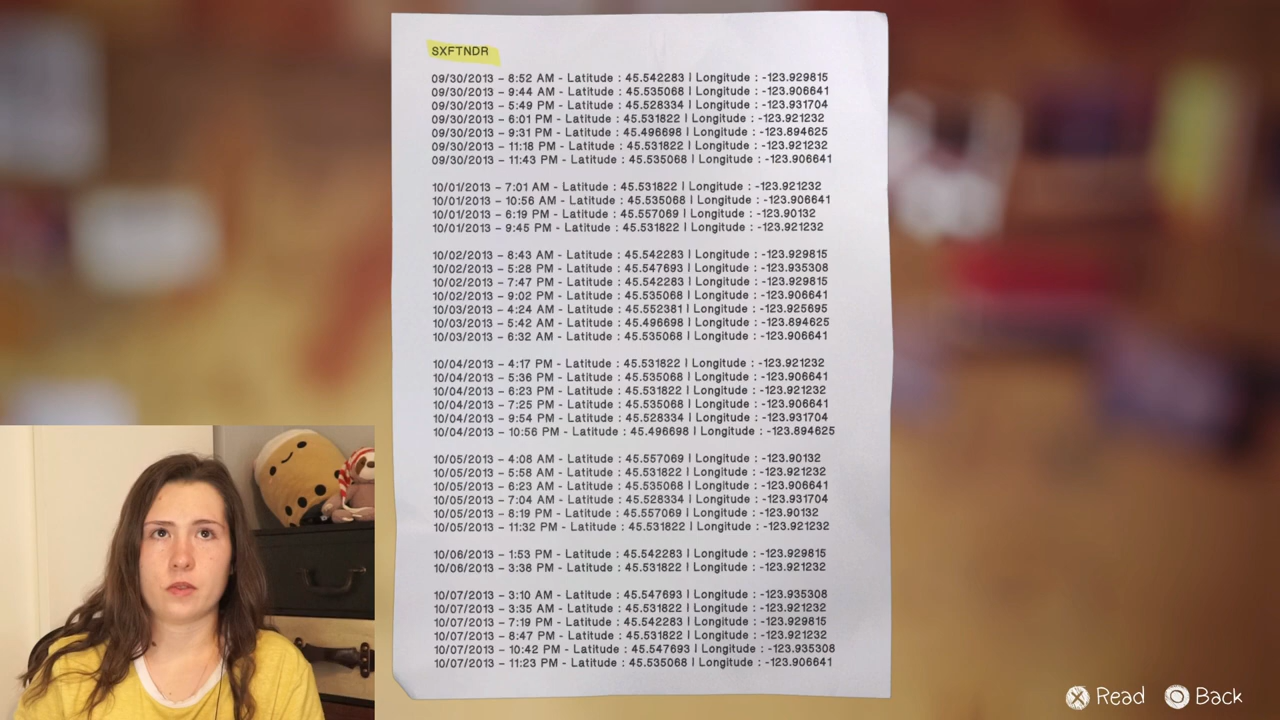 SXFTNDR
09/30/2013 – 8:52 AM - Latitude : 45.542283 | Longitude : -123.929815
09/30/2013 – 9:44 AM - Latitude : 45.535068 | Longitude : -123.906641
09/30/2013 – 5:49 PM - Latitude : 45.528334 | Longitude : -123.931704
09/30/2013 – 6:01 PM - Latitude : 45.531822 | Longitude : -123.921232
09/30/2013 – 9:31 PM - Latitude : 45.496698 | Longitude : -123.894625
09/30/2013 – 11:18 PM - Latitude : 45.531822 | Longitude : -123.921232
09/30/2013 – 11:43 PM - Latitude : 45.535068 | Longitude : -123.906641
10/01/2013 – 7:01 AM - Latitude : 45.531822 | Longitude : -123.921232
10/01/2013 – 10:56 AM - Latitude : 45.535068 | Longitude : -123.906641
10/01/2013 – 6:19 PM - Latitude : 45.557069 | Longitude : -123.90132
10/01/2013 – 9:45 PM - Latitude : 45.531822 | Longitude : -123.921232
10/02/2013 – 8:43 AM - Latitude : 45.542283 | Longitude : -123.929815
10/02/2013 – 5:28 PM - Latitude : 45.547693 | Longitude : -123.935308
10/02/2013 – 7:47 PM - Latitude : 45.542283 | Longitude : -123.929815
10/02/2013 – 9:02 PM - Latitude : 45.535068 | Longitude : -123.906641
10/03/2013 – 4:24 AM - Latitude : 45.552381 | Longitude : -123.925695
10/03/2013 – 5:42 AM - Latitude : 45.496698 | Longitude : -123.894625
10/03/2013 – 6:32 AM - Latitude : 45.535068 | Longitude : -123.906641
10/04/2013 – 4:17 PM - Latitude : 45.531822 | Longitude : -123.921232
10/04/2013 – 5:36 PM - Latitude : 45.535068 | Longitude : -123.906641
10/04/2013 – 6:23 PM - Latitude : 45.531822 | Longitude : -123.921232
10/04/2013 – 7:25 PM - Latitude : 45.535068 | Longitude : -123.906641
10/04/2013 – 9:54 PM - Latitude : 45.528334 | Longitude : -123.931704
10/04/2013 – 10:56 PM - Latitude : 45.496698 | Longitude : -123.894625
10/05/2013 – 4:08 AM - Latitude : 45.557069 | Longitude : -123.90132
10/05/2013 – 5:58 AM - Latitude : 45.531822 | Longitude : -123.921232
10/05/2013 – 6:23 AM - Latitude : 45.535068 | Longitude : -123.906641
10/05/2013 – 7:04 AM - Latitude : 45.528334 | Longitude : -123.931704
10/05/2013 – 8:19 PM - Latitude : 45.557069 | Longitude : -123.90132
10/05/2013 – 11:32 PM - Latitude : 45.531822 | Longitude : -123.921232
10/06/2013 – 1:53 PM - Latitude : 45.542283 | Longitude : -123.929815
10/06/2013 – 3:38 PM - Latitude : 45.531822 | Longitude : -123.921232
10/07/2013 – 3:10 AM - Latitude : 45.547693 | Longitude : -123.935308
10/07/2013 – 3:35 AM - Latitude : 45.531822 | Longitude : -123.921232
10/07/2013 – 7:19 PM - Latitude : 45.542283 | Longitude : -123.929815
10/07/2013 – 8:47 PM - Latitude : 45.531822 | Longitude : -123.921232
10/07/2013 – 10:42 PM - Latitude : 45.547693 | Longitude : -123.935308
10/07/2013 – 11:23 PM - Latitude : 45.535068 | Longitude : -123.906641
Read Back